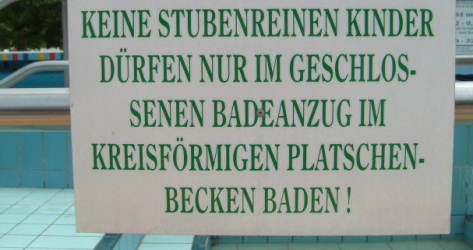 KEINE STUBENREINEN KINDER
DÜRFEN NUR IM GESCHLOS-
SENEN BADEANZUG IM
KREISFÖRMIGEN PLATSCHEN-
BECKEN BADEN !